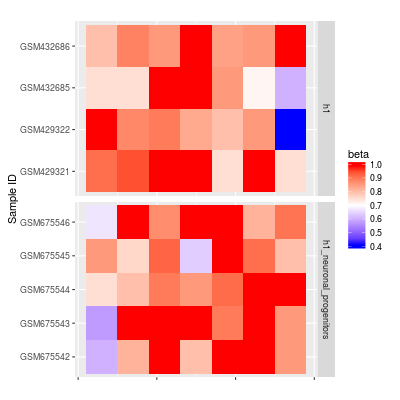 GSM432686
GSM432685
GSM429322
GSM429321
h1
GSM675546
GSM675545
GSM675544
GSM675543
GSM675542
h1_neuronal_progenitors
Sample ID
beta
1.0
0.9
0.8
0.7
0.6
0.5
0.4